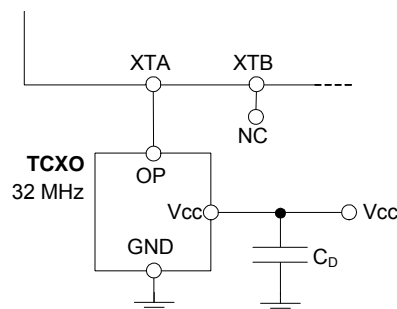 XTA XTB
NC
TCXO
32 MHz
OP
Vcc Vcc
GND
CD